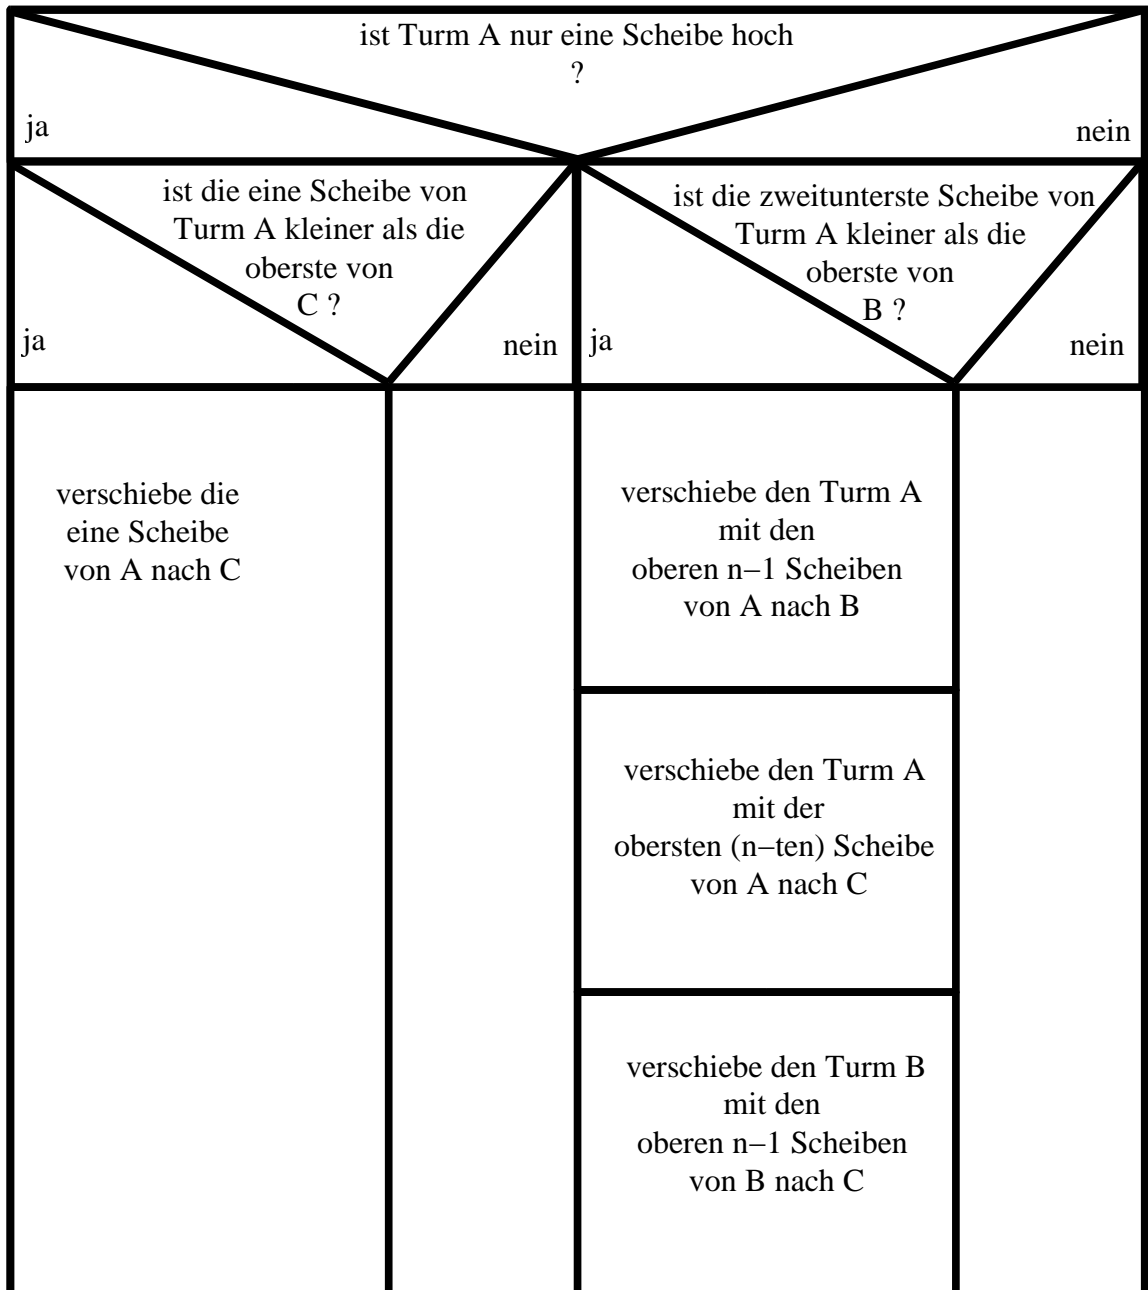 ist Turm A nur eine Scheibe hoch
?
ja
nein
ist die eine Scheibe von
Turm A kleiner als die
oberste von
C ?
ja
nein
ist die zweitunterste Scheibe von
Turm A kleiner als die
oberste von
B ?
ja
nein
verschiebe die
eine Scheibe
von A nach C
verschiebe den Turm A
mit den
oberen n−1 Scheiben
von A nach B
verschiebe den Turm A
mit der
obersten (n−ten) Scheibe
von A nach C
verschiebe den Turm B
mit den
oberen n−1 Scheiben
von B nach C